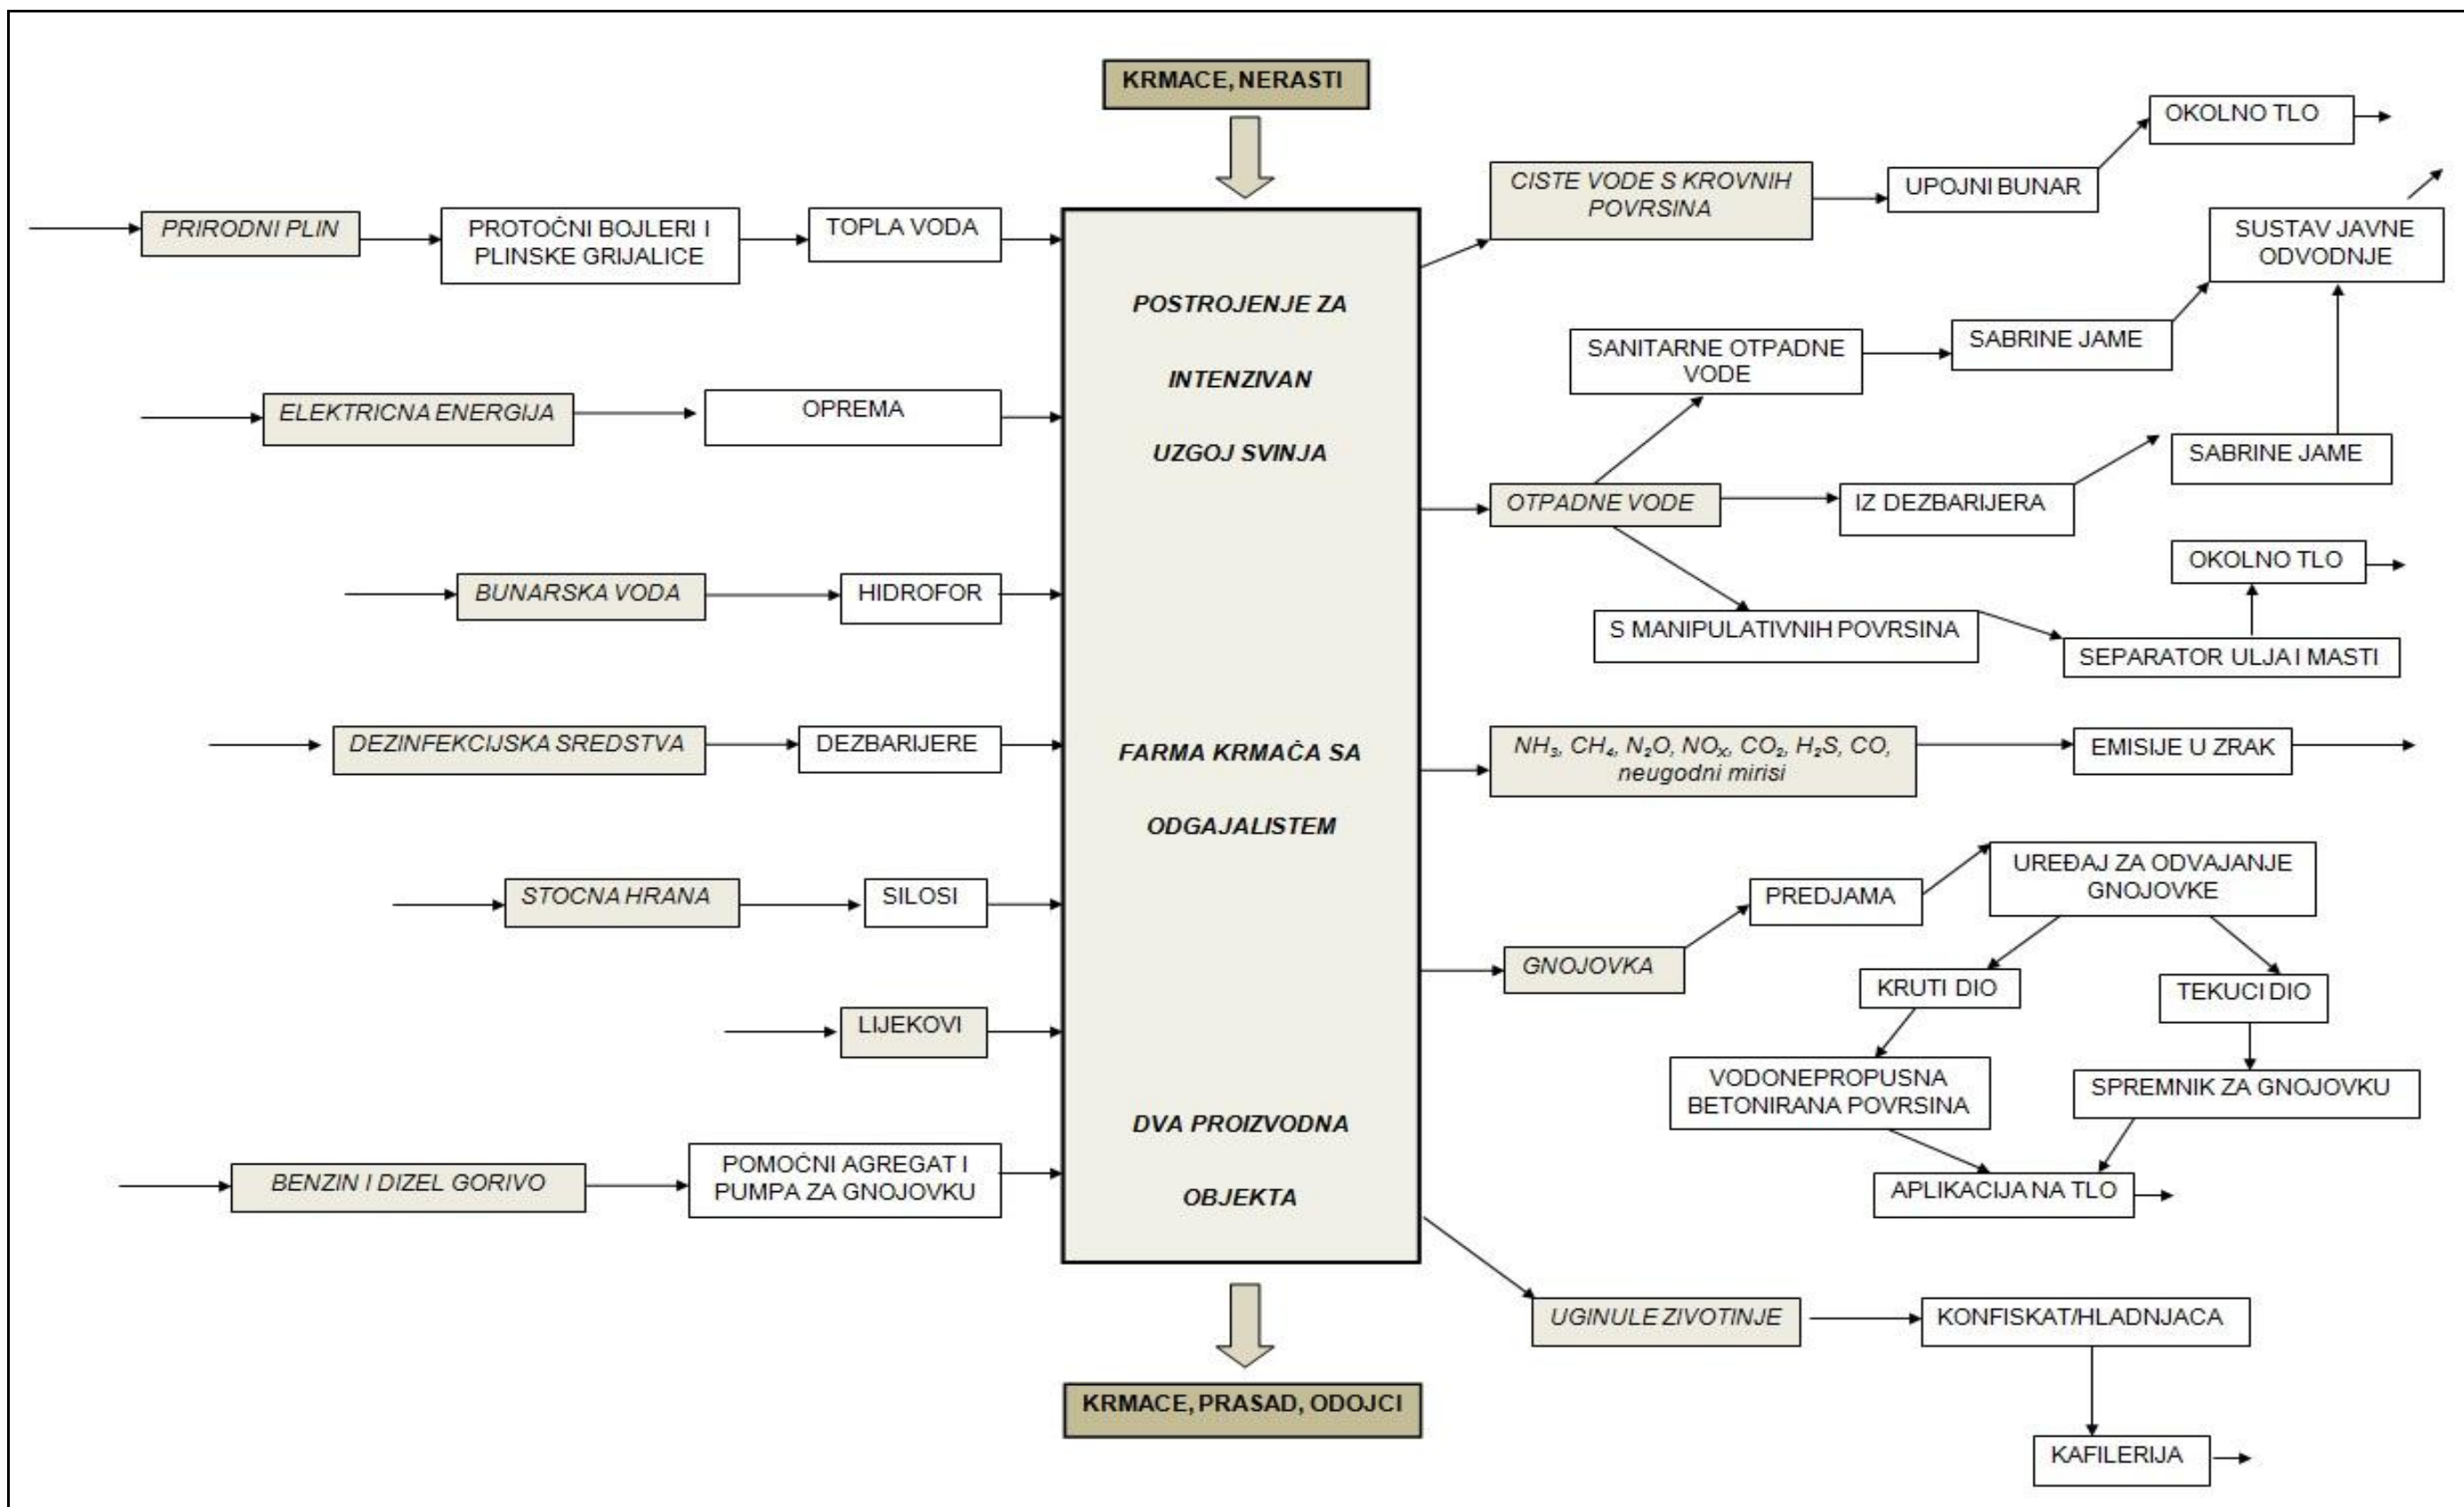 KRMACE, NERASTI
PRIRODNI PLIN
PROTOČNI BOJLERI I
PLINSKE GRIJALICE
TOPLA VODA
ELEKTRICNA ENERGIJA
OPREMA
BUNARSKA VODA
HIDROFOR
DEZINFEKCIJSKA SREDSTVA
DEZBARIJERE
STOCNA HRANA
SILOSI
LIJEKOVI
BENZIN I DIZEL GORIVO
POMOĆNI AGREGAT I
PUMPA ZA GNOJOVKU
POSTROJENJE ZA
INTENZIVAN
UZGOJ SVINJA
FARMA KRMAČA SA
ODGAJALISTEM
DVA PROIZVODNA
OBJEKTA
KRMACE, PRASAD, ODOJCI
CISTE VODE S KROVNIH
POVRSINA
UPOJNI BUNAR
OKOLNO TLO
OTPADNE VODE
SANITARNE OTPADNE
VODE
SABRINE JAME
SUSTAV JAVNE
ODVODNJE
IZ DEZBARIJERA
SABRINE JAME
S MANIPULATIVNIH POVRSINA
SEPARATOR ULJA I MASTI
OKOLNO TLO
NH₃, CH₄, N₂O, NOₓ, CO₂, H₂S, CO,
neugodni mirisi
EMISIJE U ZRAK
GNOJOVKA
PREDJAMA
UREĐAJ ZA ODVAJANJE
GNOJOVKE
KRUTI DIO
TEKUCI DIO
VODONEPROPUSNA
BETONIRANA POVRSINA
SPREMNIK ZA GNOJOVKU
APLIKACIJA NA TLO
UGINULE ZIVOTINJE
KONFISKAT/HLADNJACA
KAFILERIJA